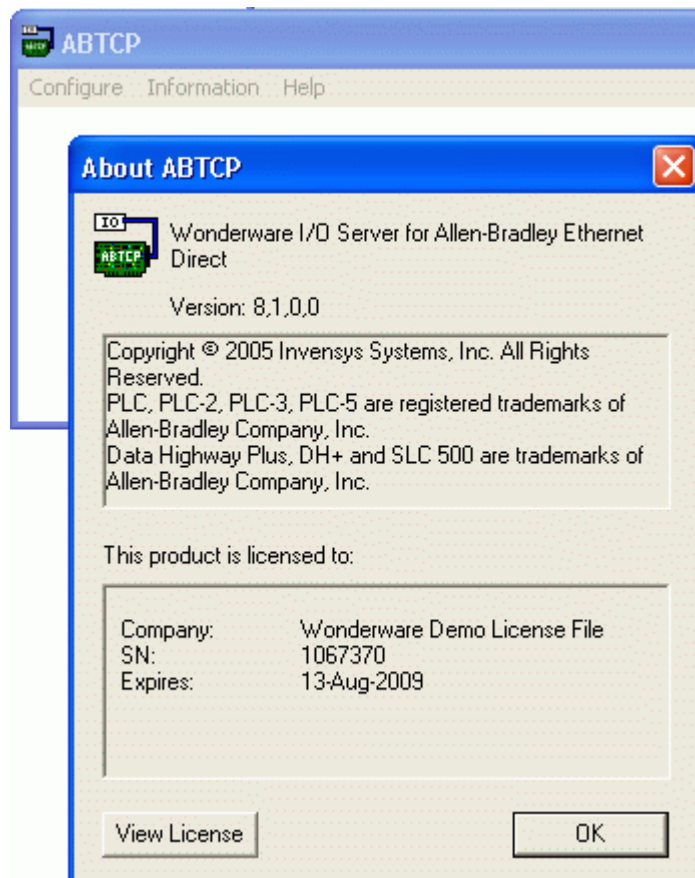 ABTCP
Configure Information Help
About ABTCP
IO
ABTCP
Wonderware I/O Server for Allen-Bradley Ethernet
Direct
Version: 8,1,0,0
Copyright © 2005 Invensys Systems, Inc. All Rights
Reserved.
PLC, PLC-2, PLC-3, PLC-5 are registered trademarks of
Allen-Bradley Company, Inc.
Data Highway Plus, DH+ and SLC 500 are trademarks of
Allen-Bradley Company, Inc.
This product is licensed to:
Company: Wonderware Demo License File
SN: 1067370
Expires: 13-Aug-2009
View License OK